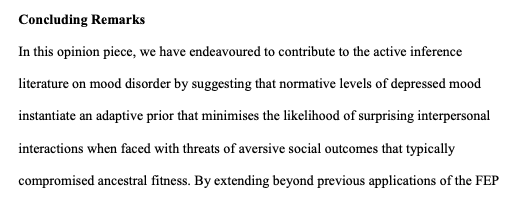 Concluding Remarks
In this opinion piece, we have endeavoured to contribute to the active inference
literature on mood disorder by suggesting that normative levels of depressed mood
instantiate an adaptive prior that minimises the likelihood of surprising interpersonal
interactions when faced with threats of aversive social outcomes that typically
compromised ancestral fitness. By extending beyond previous applications of the FEP